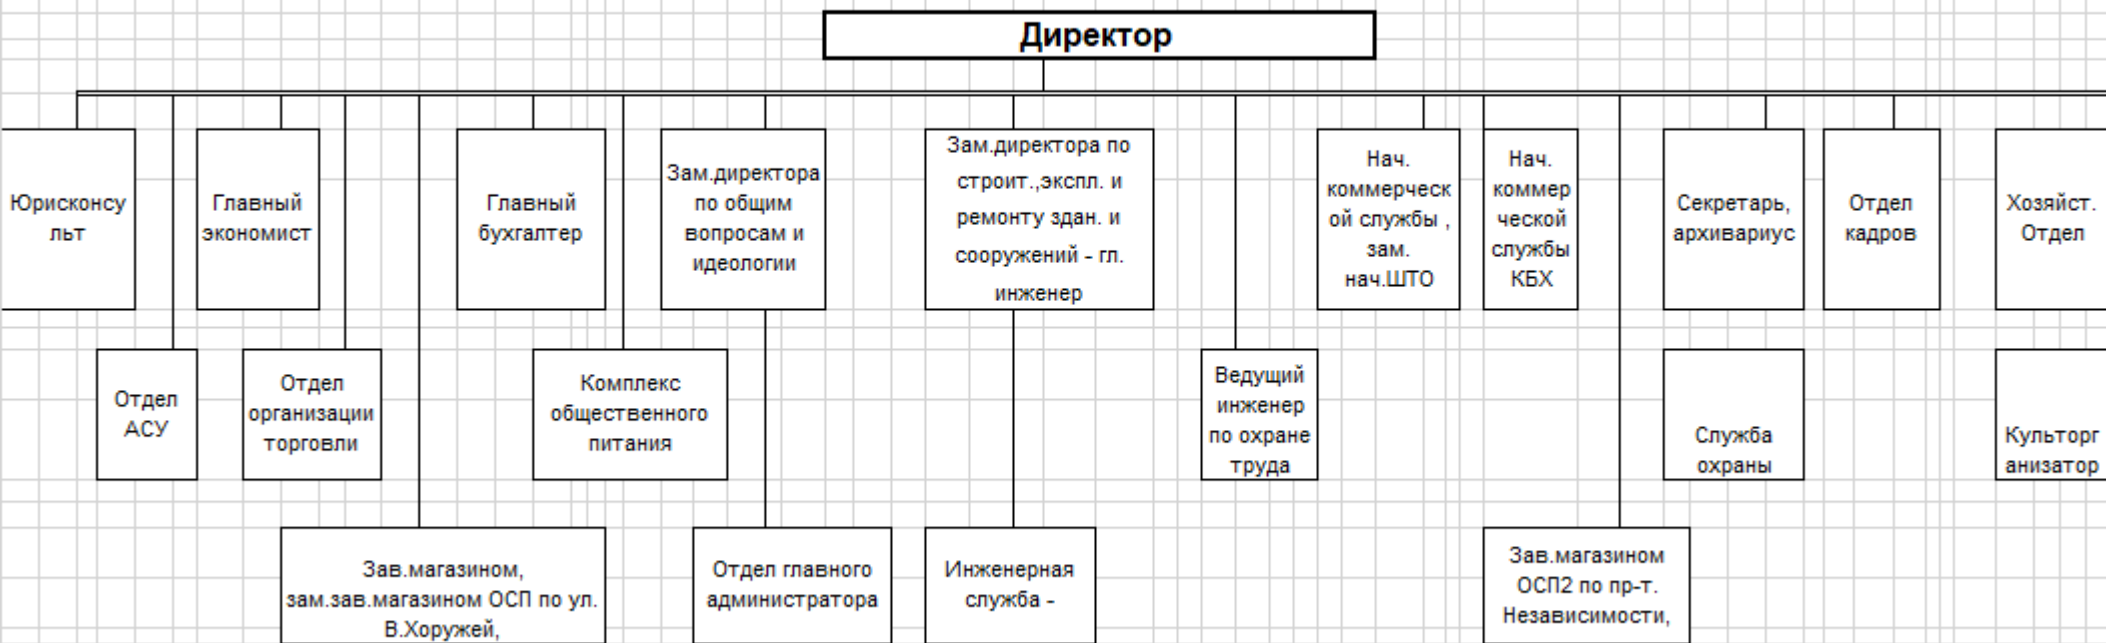 Директор
Юрисконсу
льт
Главный
экономист
Главный
бухгалтер
Зам.директора
по общим
вопросам и
идеологии
Зам.директора по
строит.,экспл. и
ремонту здан. и
сооружений - гл.
инженер
Нач.
коммерческ
ой службы ,
зам.
нач.ШТО
Нач.
коммер
ческой
службы
КБХ
Секретарь,
архивариус
Отдел
кадров
Хозяйст.
Отдел
Отдел
АСУ
Отдел
организации
торговли
Комплекс
общественного
питания
Ведущий
инженер
по охране
труда
Служба
охраны
Культорг
анизатор
Зав.магазином,
зам.зав.магазином ОСП по ул.
В.Хоружей,
Отдел главного
администратора
Инженерная
служба -
Зав.магазином
ОСП2 по пр-т.
Независимости,